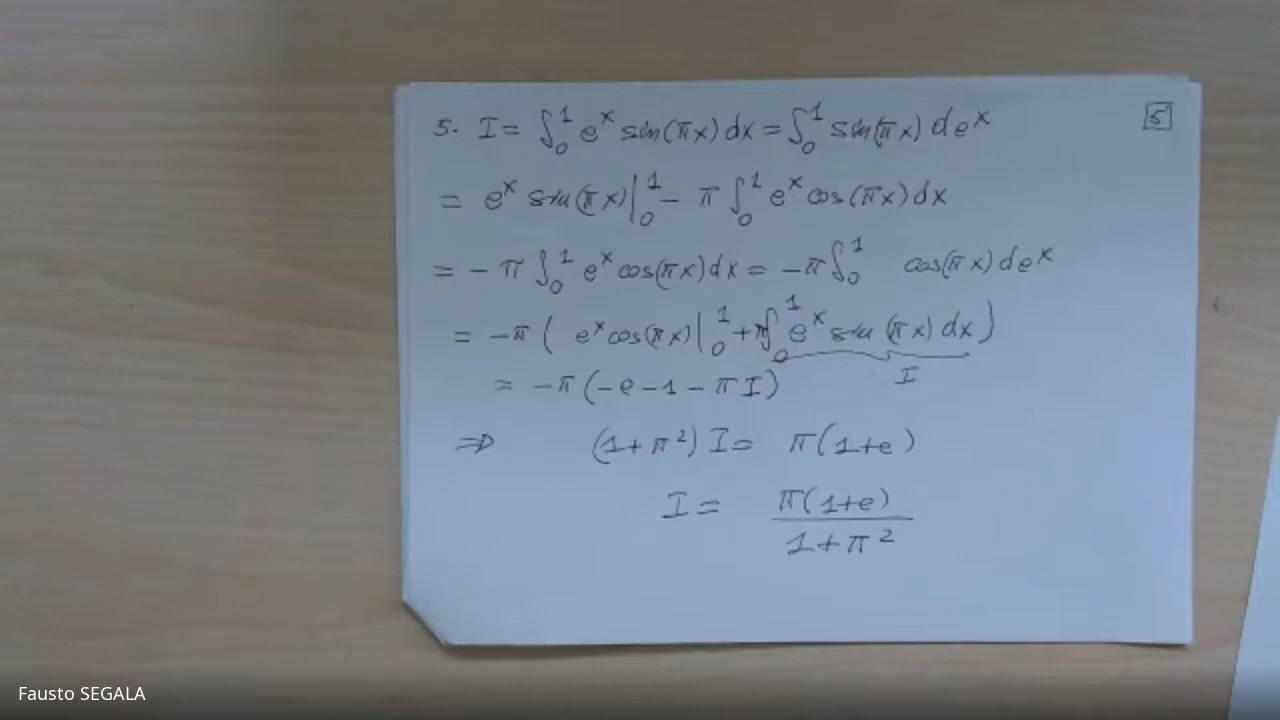 5. I = ∫₀¹ eˣ sin(πx) dx = ∫₀¹ sin(πx) deˣ
5
= eˣ sin(πx)|₀¹ - π ∫₀¹ eˣ cos(πx) dx
= - π ∫₀¹ eˣ cos(πx) dx = -π ∫₀¹ cos(πx) deˣ
= -π ( eˣ cos(πx)|₀¹ + π∫₀¹ eˣ sin (πx) dx )
I
= -π (-e - 1 - πI)
⇒ (1 + π²) I = π(1+e)
I = π(1+e) / 1 + π²
Fausto SEGALA